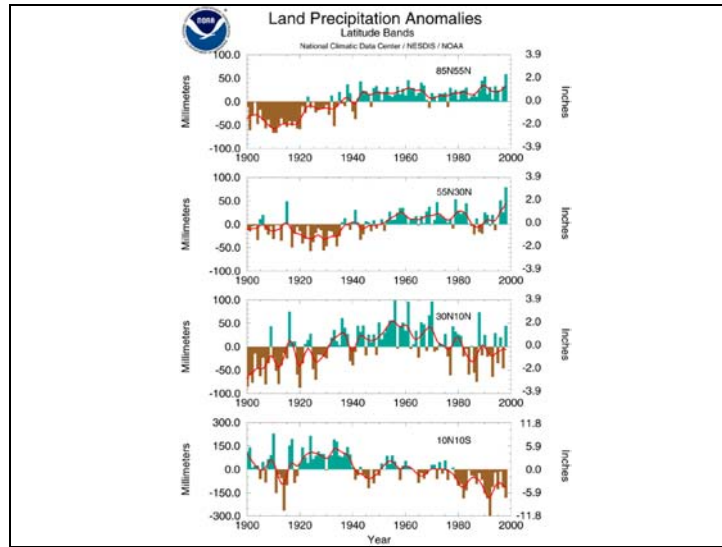 NOAA
Land Precipitation Anomalies
Latitude Bands
National Climatic Data Center / NESDIS / NOAA
85N55N
Millimeters
100.0
50.0
0.0
-50.0
-100.0
3.9
2.0
0.0
-2.0
-3.9
Inches
1900 1920 1940 1960 1980 2000
55N30N
Millimeters
100.0
50.0
0.0
-50.0
-100.0
3.9
2.0
0.0
-2.0
-3.9
Inches
1900 1920 1940 1960 1980 2000
30N10N
Millimeters
100.0
50.0
0.0
-50.0
-100.0
3.9
2.0
0.0
-2.0
-3.9
Inches
1900 1920 1940 1960 1980 2000
10N10S
Millimeters
300.0
150.0
0.0
-150.0
-300.0
11.8
5.9
0.0
-5.9
-11.8
Inches
1900 1920 1940 1960 1980 2000
Year